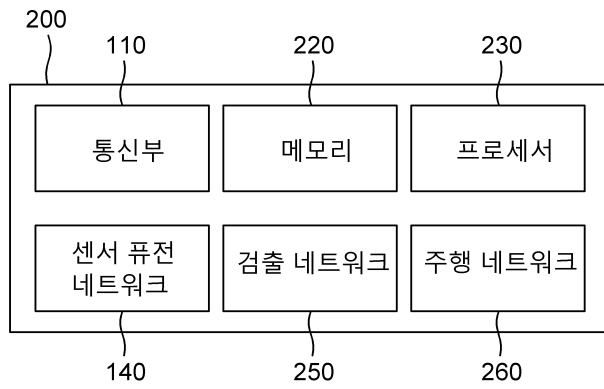 200
110 220 230
통신부 메모리 프로세서
센서 퓨전
네트워크
검출 네트워크
주행 네트워크
140 250 260